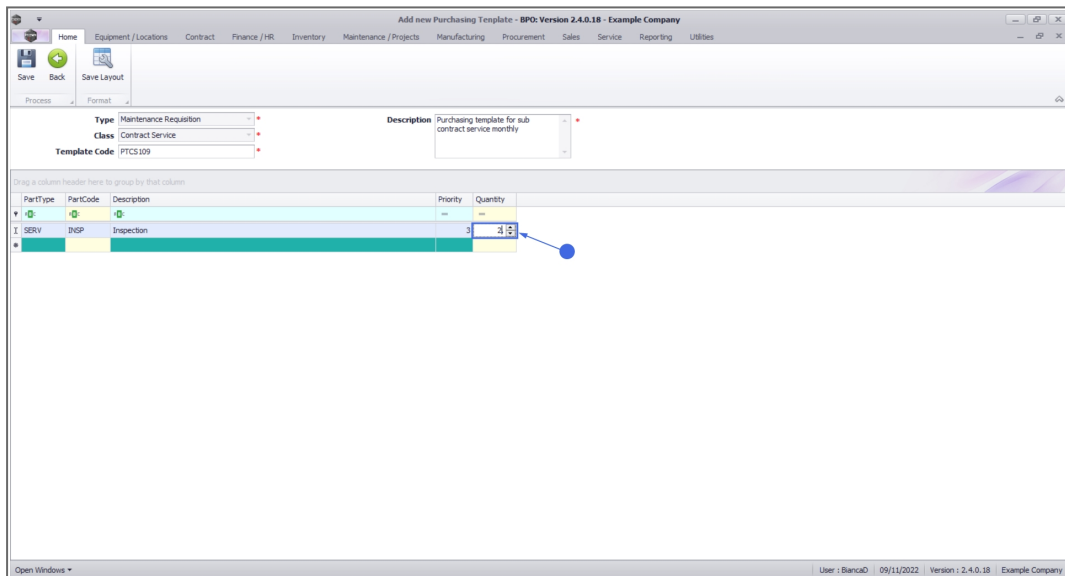 Add new Purchasing Template - BPO: Version 2.4.0.18 - Example Company
Home Equipment / Locations Contract Finance / HR Inventory Maintenance / Projects Manufacturing Procurement Sales Service Reporting Utilities
Save Back Save Layout
Process Format
Type Maintenance Requisition *
Class Contract Service *
Template Code PTCS109 *
Description Purchasing template for sub *
contract service monthly
Drag a column header here to group by that column
PartType PartCode Description Priority Quantity
SERV INSP Inspection 3 2
Open Windows User : BiancaD 09/11/2022 Version : 2.4.0.18 Example Company